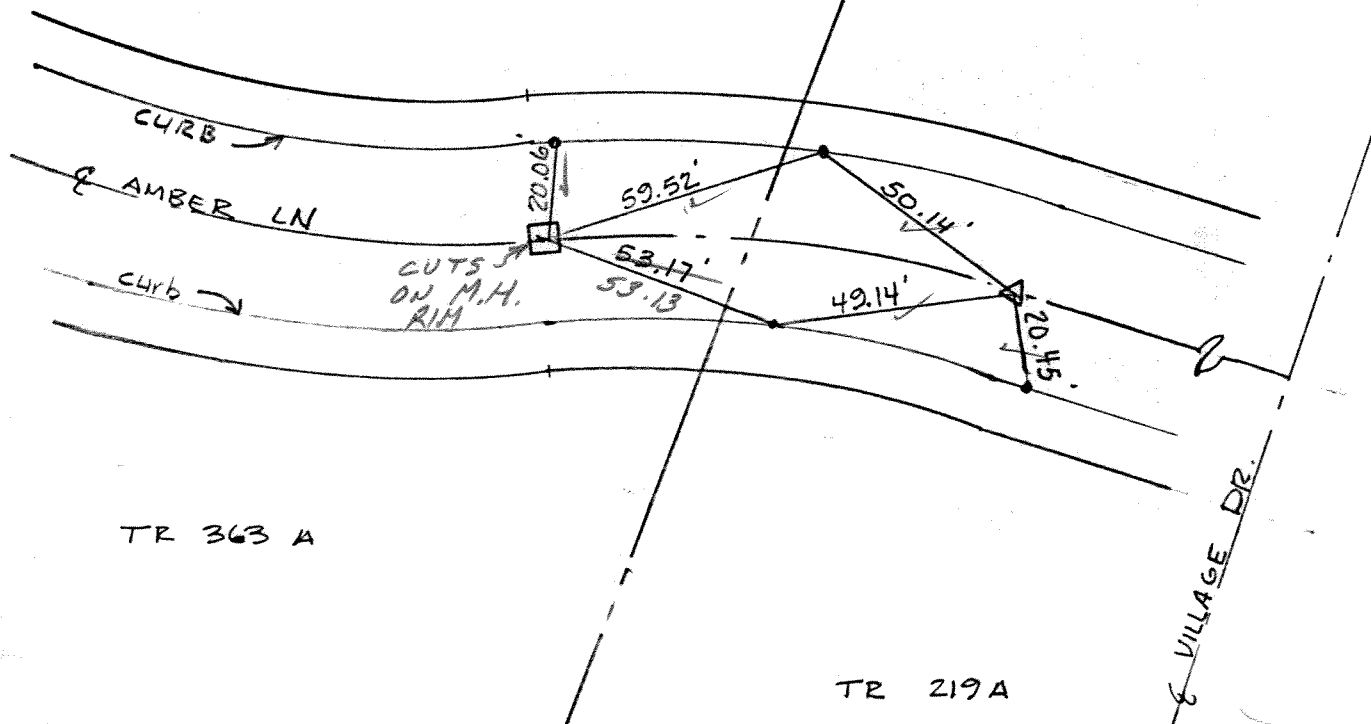 CURB
℄ AMBER LN
20.06
59.52'
50.14'
CUTS
ON M.H.
RIM
53.17'
53.13
Curb
49.14'
20.45'
TR 363 A
℄ VILLAGE DR.
TR 219A